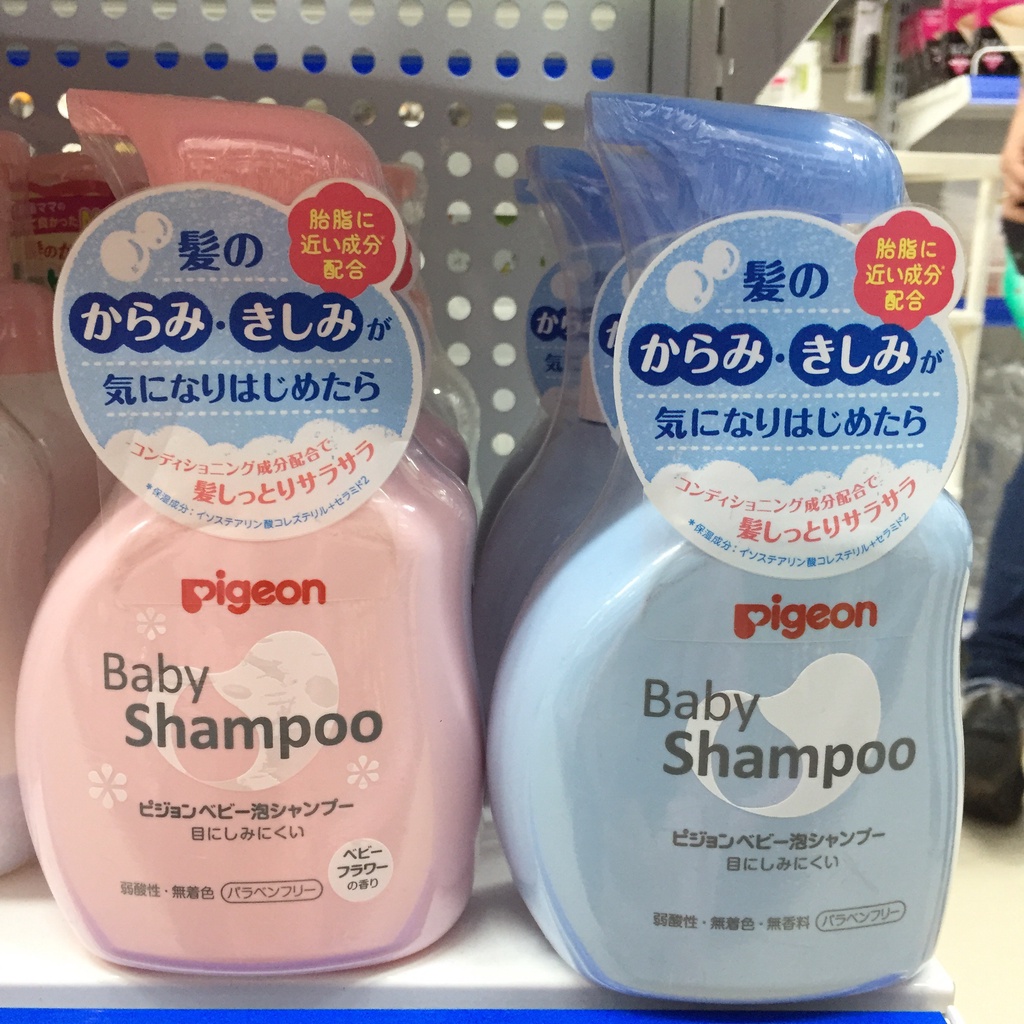 髪の
からみ・きしみが
気になりはじめたら
コンディショニング成分配合で
髪しっとりサラサラ
*保湿成分：イソステアリン酸コレステリル+セラミド2
胎脂に
近い成分
配合
pigeon
Baby
Shampoo
ピジョンベビー泡シャンプー
目にしみにくい
ベビー
フラワー
の香り
弱酸性・無着色 パラベンフリー
髪の
からみ・きしみが
気になりはじめたら
コンディショニング成分配合で
髪しっとりサラサラ
*保湿成分：イソステアリン酸コレステリル+セラミド2
胎脂に
近い成分
配合
pigeon
Baby
Shampoo
ピジョンベビー泡シャンプー
目にしみにくい
弱酸性・無着色・無香料 パラベンフリー